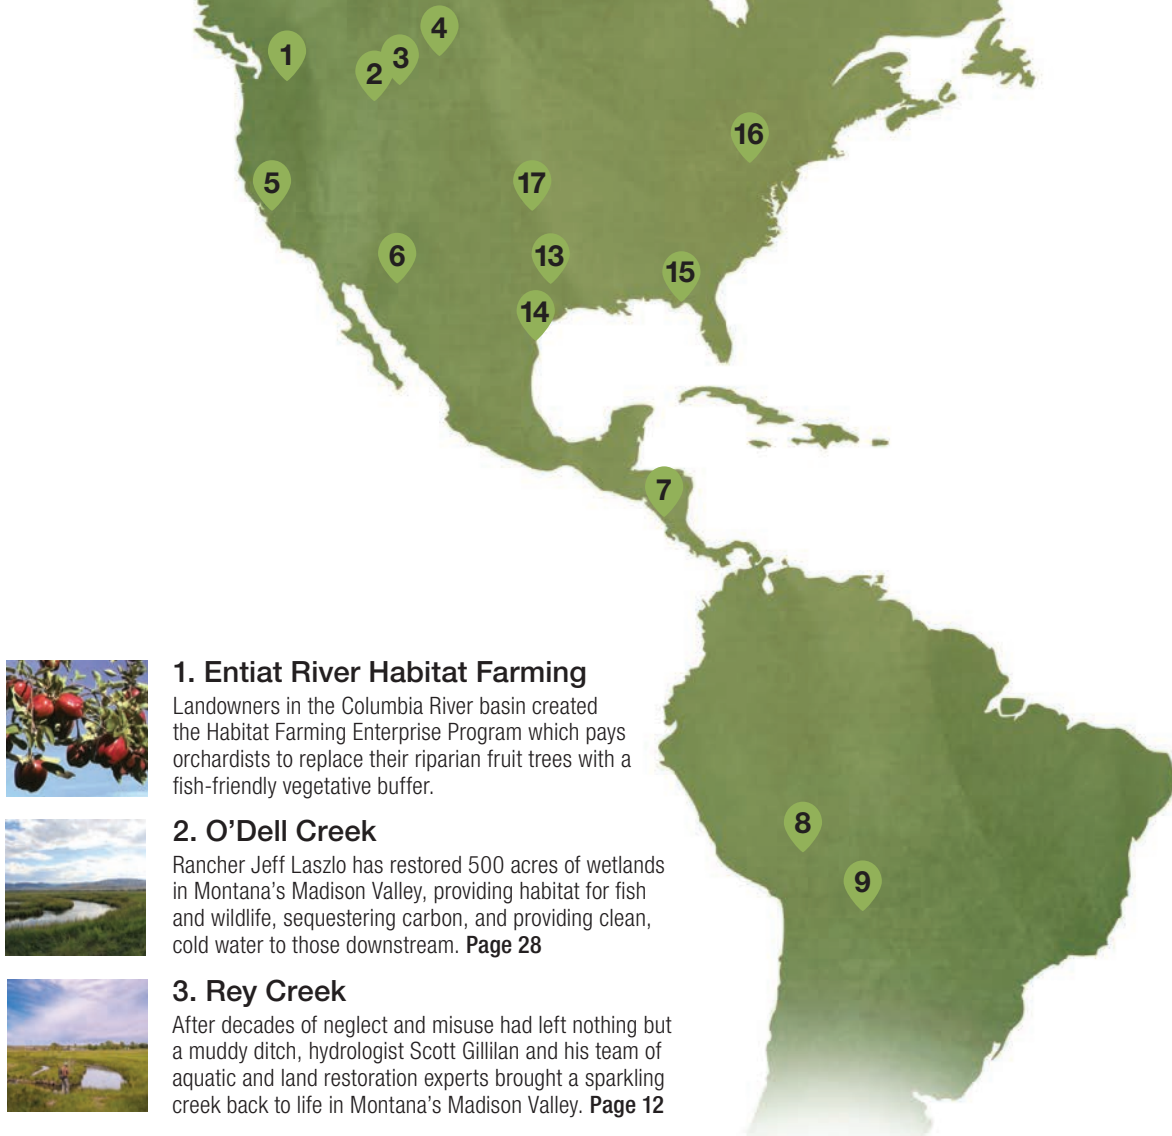 4
1
3
2
16
5
17
6
13
15
14
7
1. Entiat River Habitat Farming
Landowners in the Columbia River basin created
the Habitat Farming Enterprise Program which pays
orchardists to replace their riparian fruit trees with a
fish-friendly vegetative buffer.
2. O’Dell Creek
Rancher Jeff Laszlo has restored 500 acres of wetlands
in Montana’s Madison Valley, providing habitat for fish
and wildlife, sequestering carbon, and providing clean,
cold water to those downstream. Page 28
3. Rey Creek
After decades of neglect and misuse had left nothing but
a muddy ditch, hydrologist Scott Gillilan and his team of
aquatic and land restoration experts brought a sparkling
creek back to life in Montana’s Madison Valley. Page 12
8
9